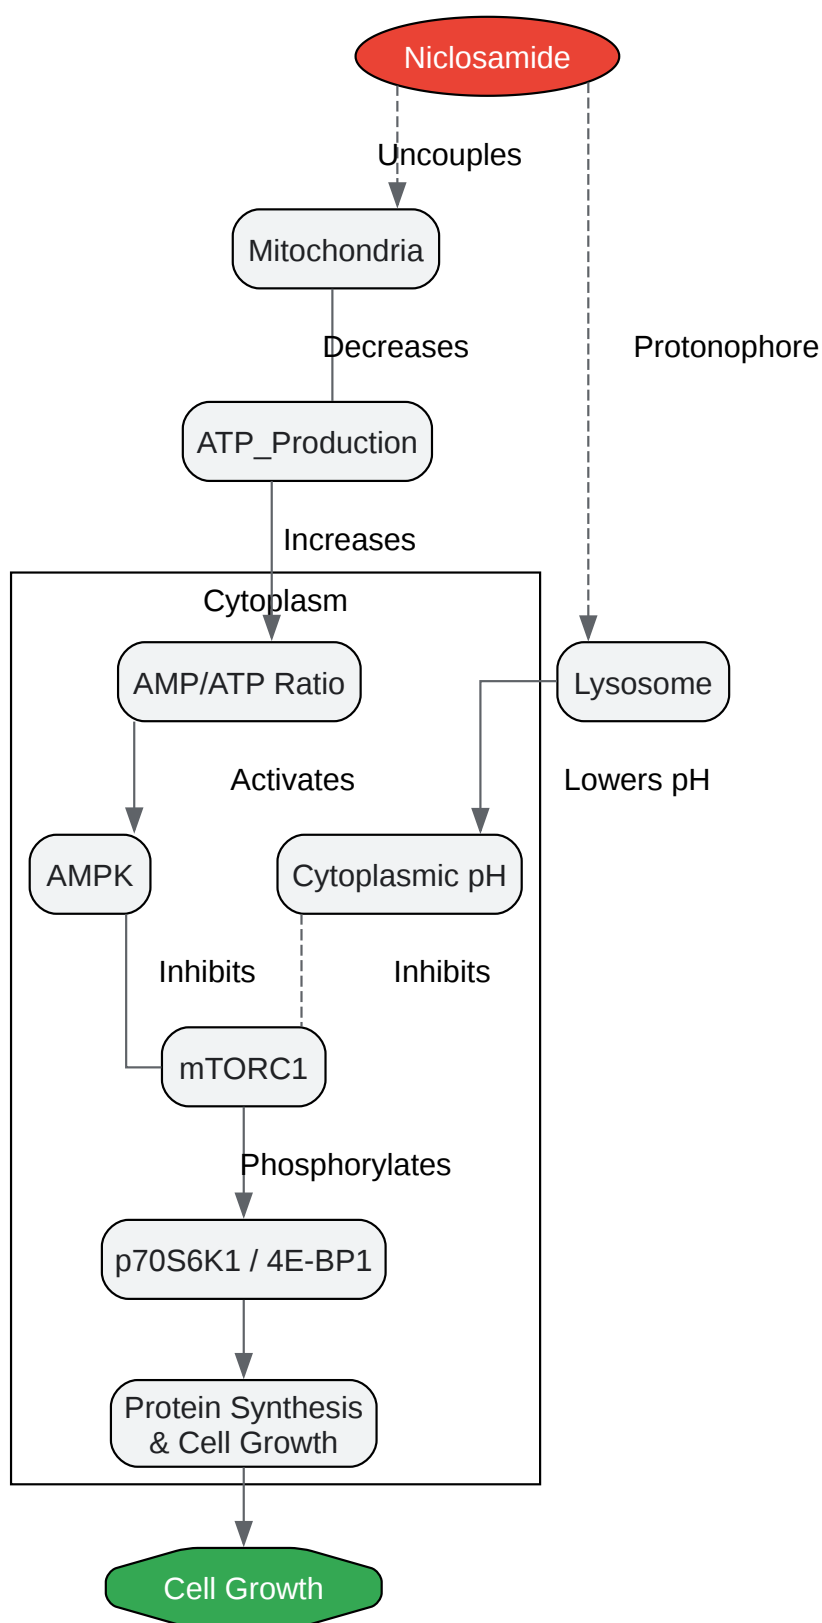 Niclosamide
Uncouples
Mitochondria
Decreases
Protonophore
ATP_Production
Increases
Cytoplasm
AMP/ATP Ratio
Lysosome
Activates
Lowers pH
AMPK
Cytoplasmic pH
Inhibits
Inhibits
mTORC1
Phosphorylates
p70S6K1 / 4E-BP1
Protein Synthesis
& Cell Growth
Cell Growth